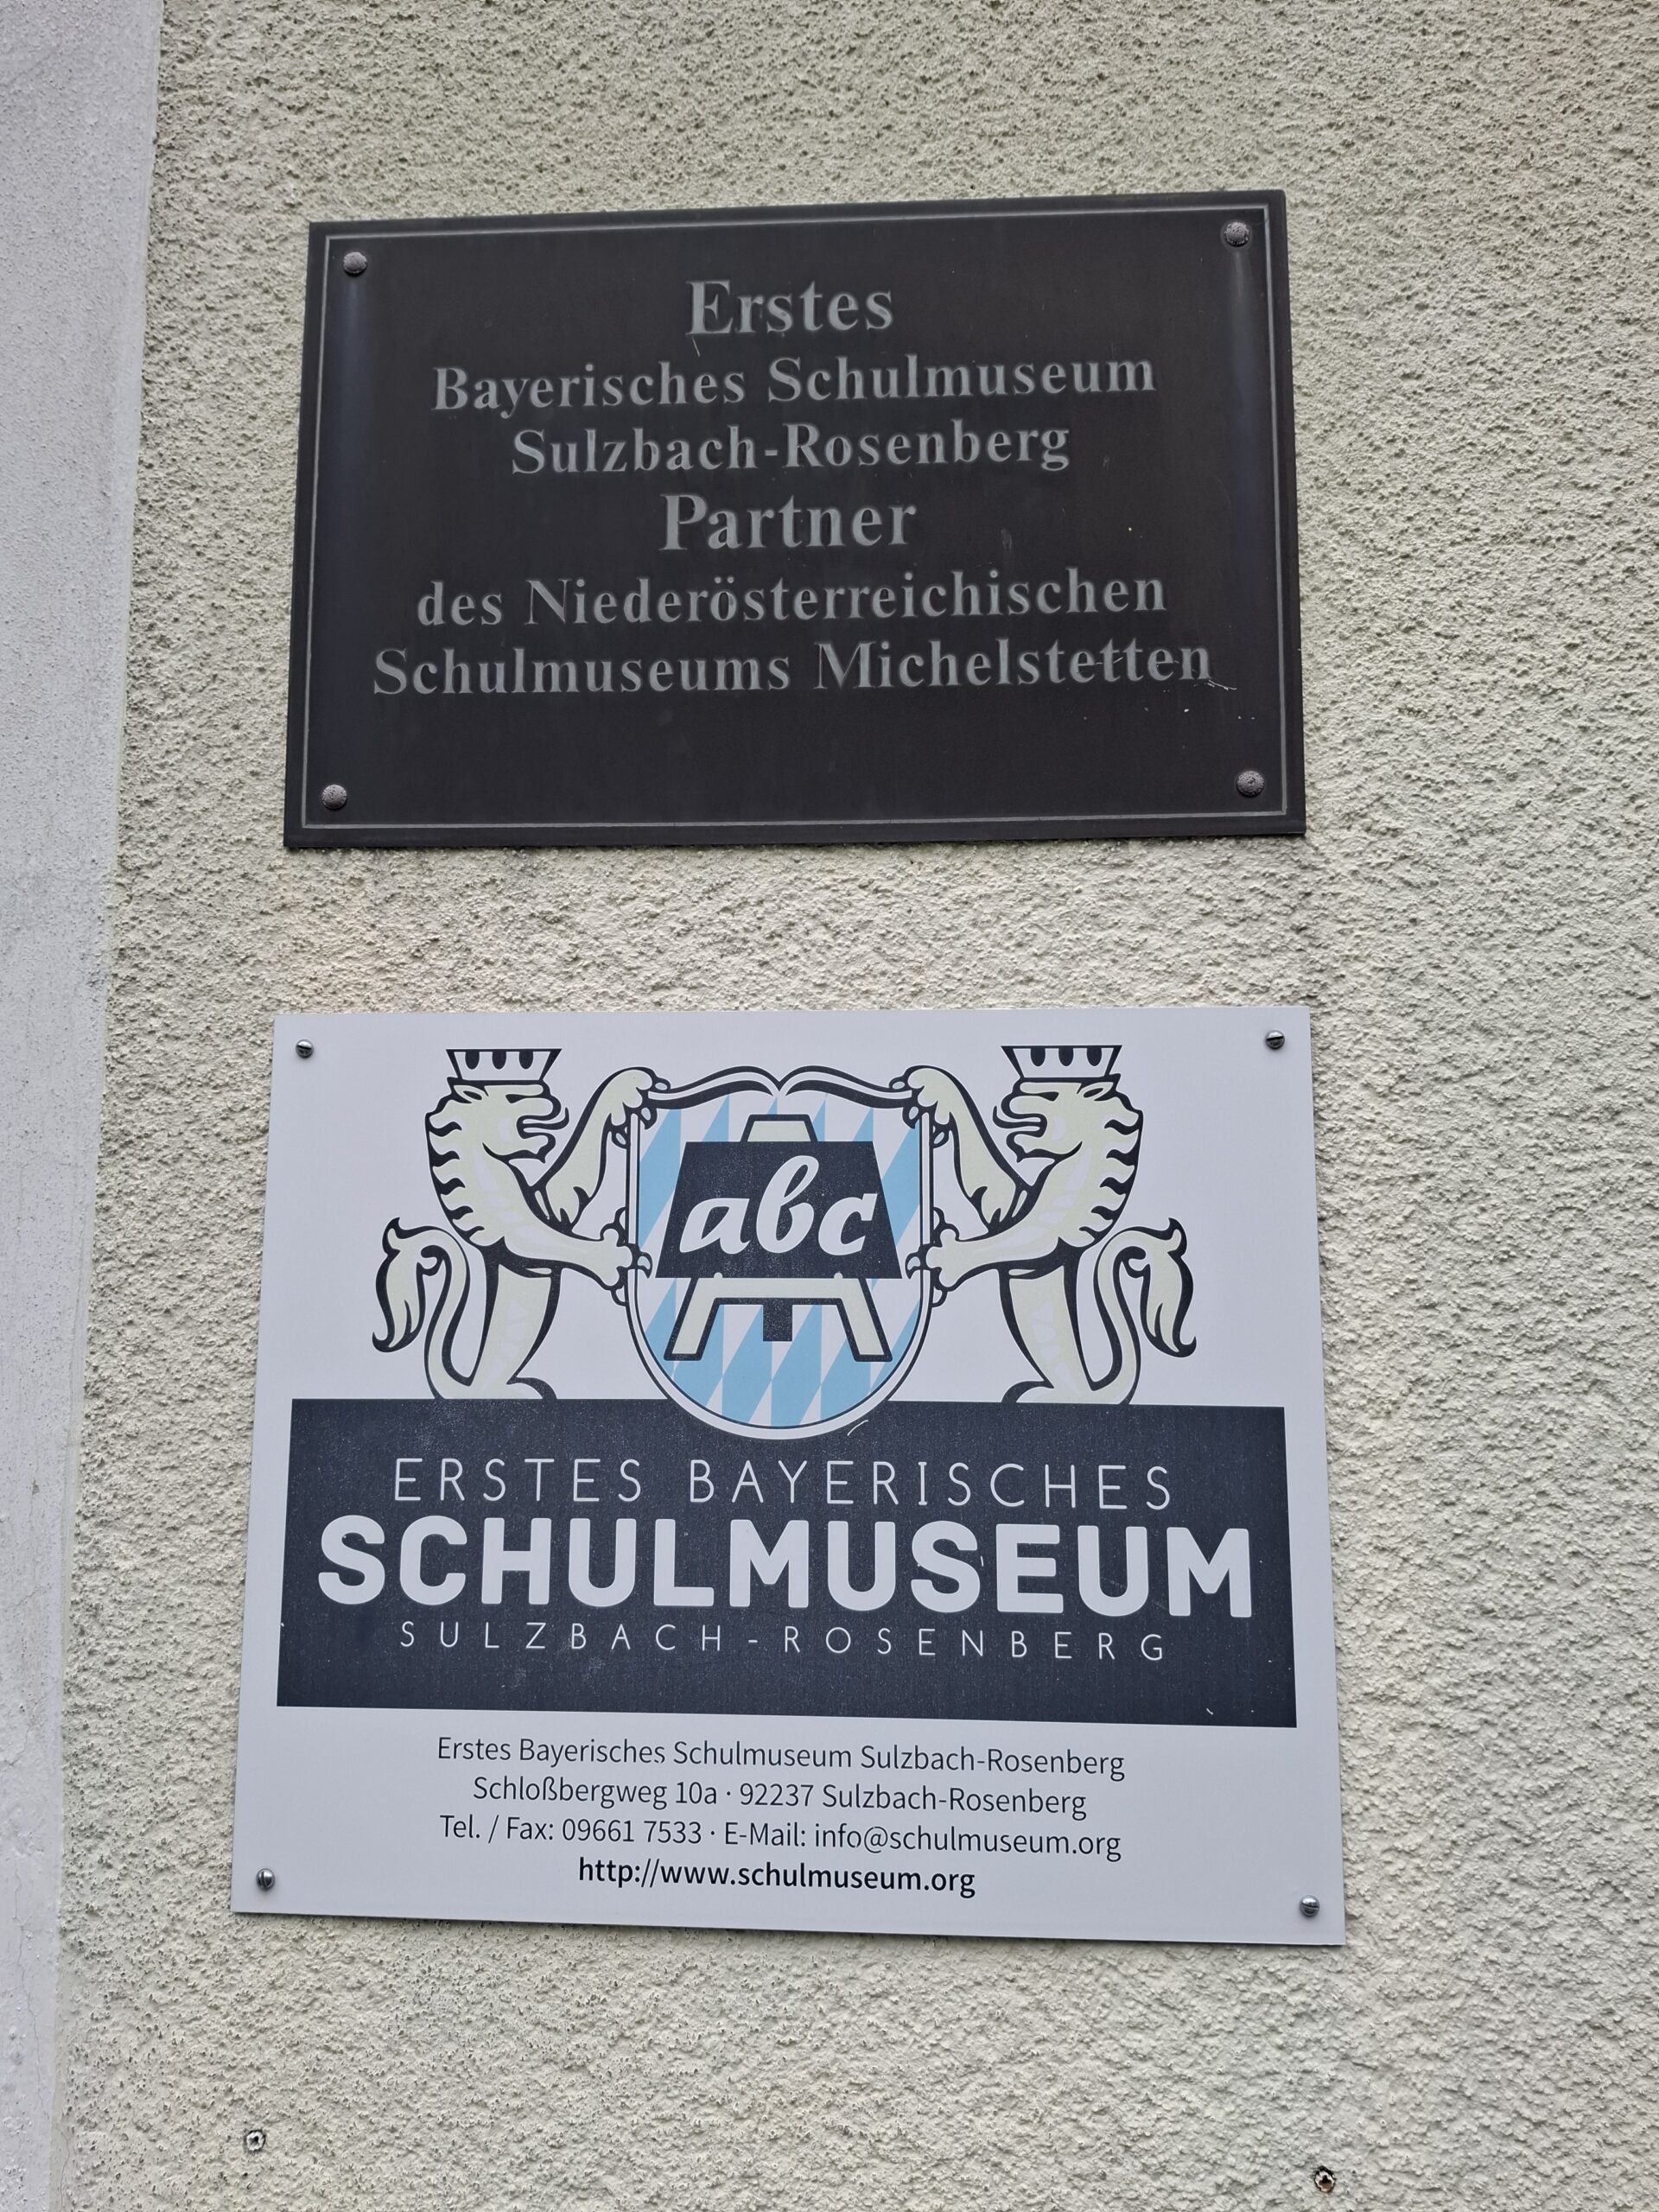 Erstes
Bayerisches Schulmuseum
Sulzbach-Rosenberg
Partner
des Niederösterreichischen
Schulmuseums Michelstetten
abc
ERSTES BAYERISCHES
SCHULMUSEUM
SULZBACH-ROSENBERG
Erstes Bayerisches Schulmuseum Sulzbach-Rosenberg
Schloßbergweg 10a · 92237 Sulzbach-Rosenberg
Tel. / Fax: 09661 7533 · E-Mail: info@schulmuseum.org
http://www.schulmuseum.org